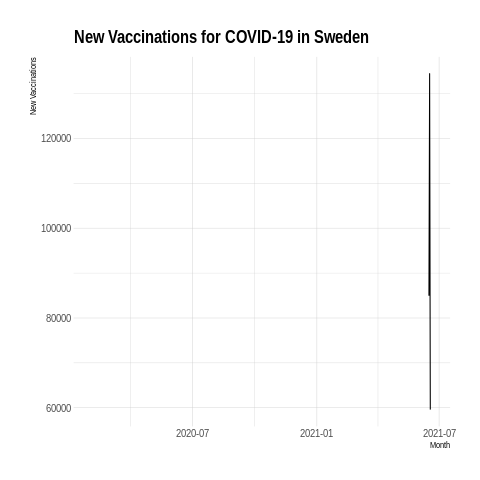 New Vaccinations for COVID-19 in Sweden
New Vaccinations
120000
100000
80000
60000
2020-07 2021-01 2021-07
Month